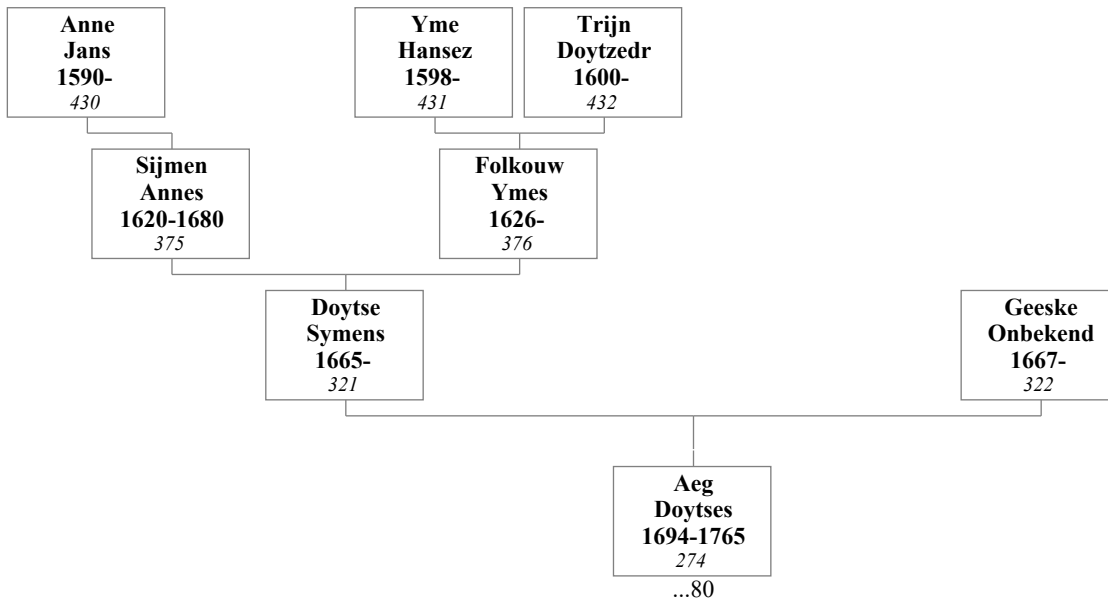 Anne
Jans
1590-
430
Yme
Hansez
1598-
431
Trijn
Doytzedr
1600-
432
Sijmen
Annes
1620-1680
375
Folkouw
Ymes
1626-
376
Doytse
Symens
1665-
321
Geeske
Onbekend
1667-
322
Aeg
Doytses
1694-1765
274
...80